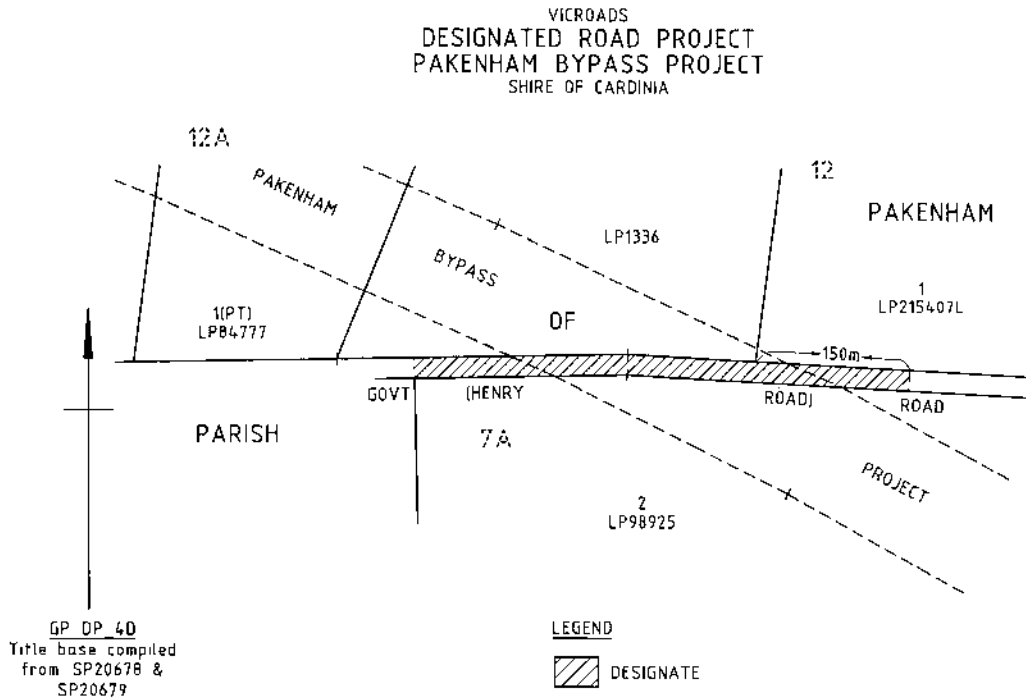 VICROADS
DESIGNATED ROAD PROJECT
PAKENHAM BYPASS PROJECT
SHIRE OF CARDINIA
12A
12
PAKENHAM
PAKENHAM
LP1336
BYPASS
1
LP215407L
1(PT)
LP84777
OF
150m
GOVT
(HENRY
ROAD)
ROAD
PARISH
7A
PROJECT
2
LP98925
GP DP_4D
Title base compiled
from SP20678 &
SP20679
LEGEND
DESIGNATE